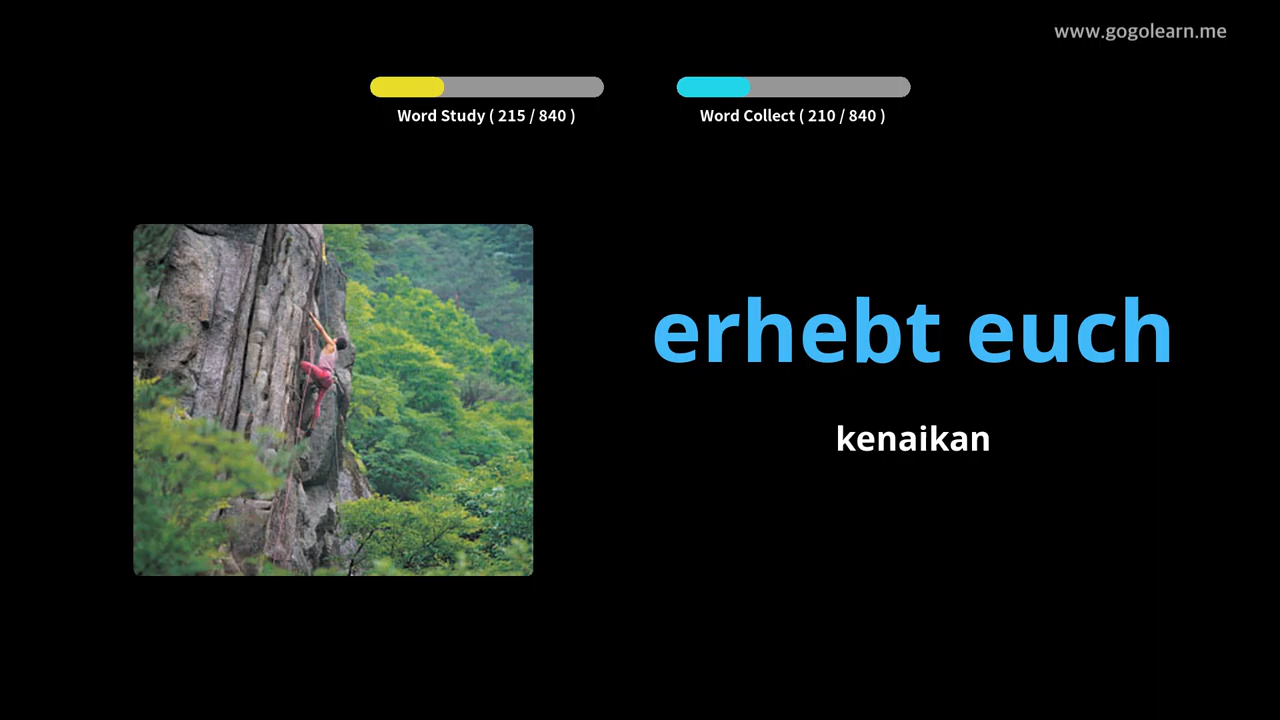 www.gogolearn.me
Word Study ( 215 / 840 )
Word Collect ( 210 / 840 )
erhebt euch
kenaikan